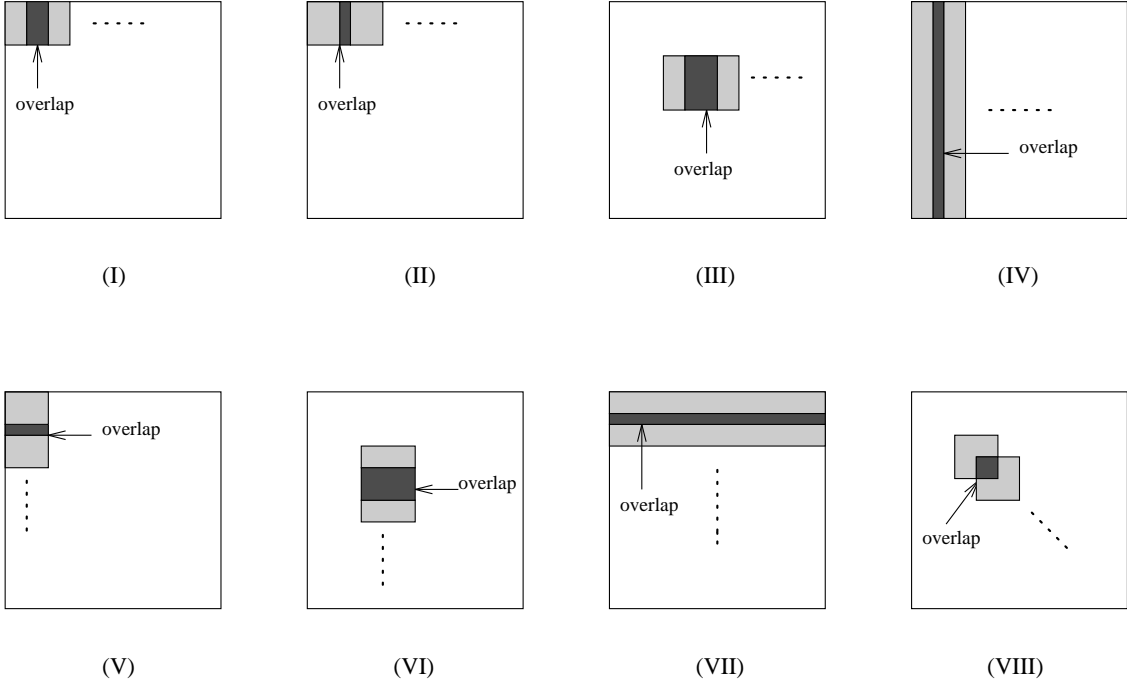 overlap
overlap
overlap
overlap
(I)
(II)
(III)
(IV)
overlap
overlap
overlap
overlap
(V)
(VI)
(VII)
(VIII)